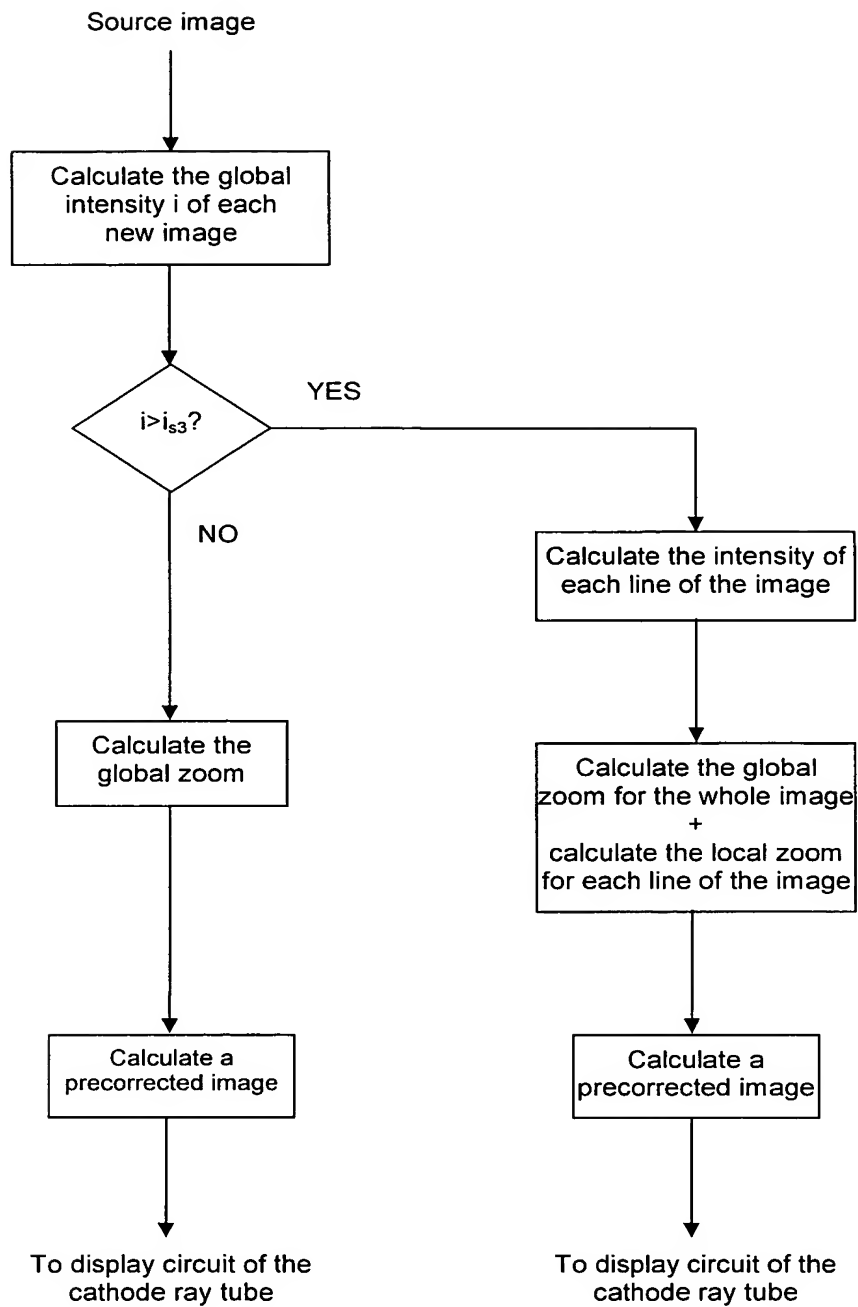 Source image
Calculate the global
intensity i of each
new image
i>is3?
YES
NO
Calculate the intensity of
each line of the image
Calculate the
global zoom
Calculate the global
zoom for the whole image
+
calculate the local zoom
for each line of the image
Calculate a
precorrected image
Calculate a
precorrected image
To display circuit of the
cathode ray tube
To display circuit of the
cathode ray tube